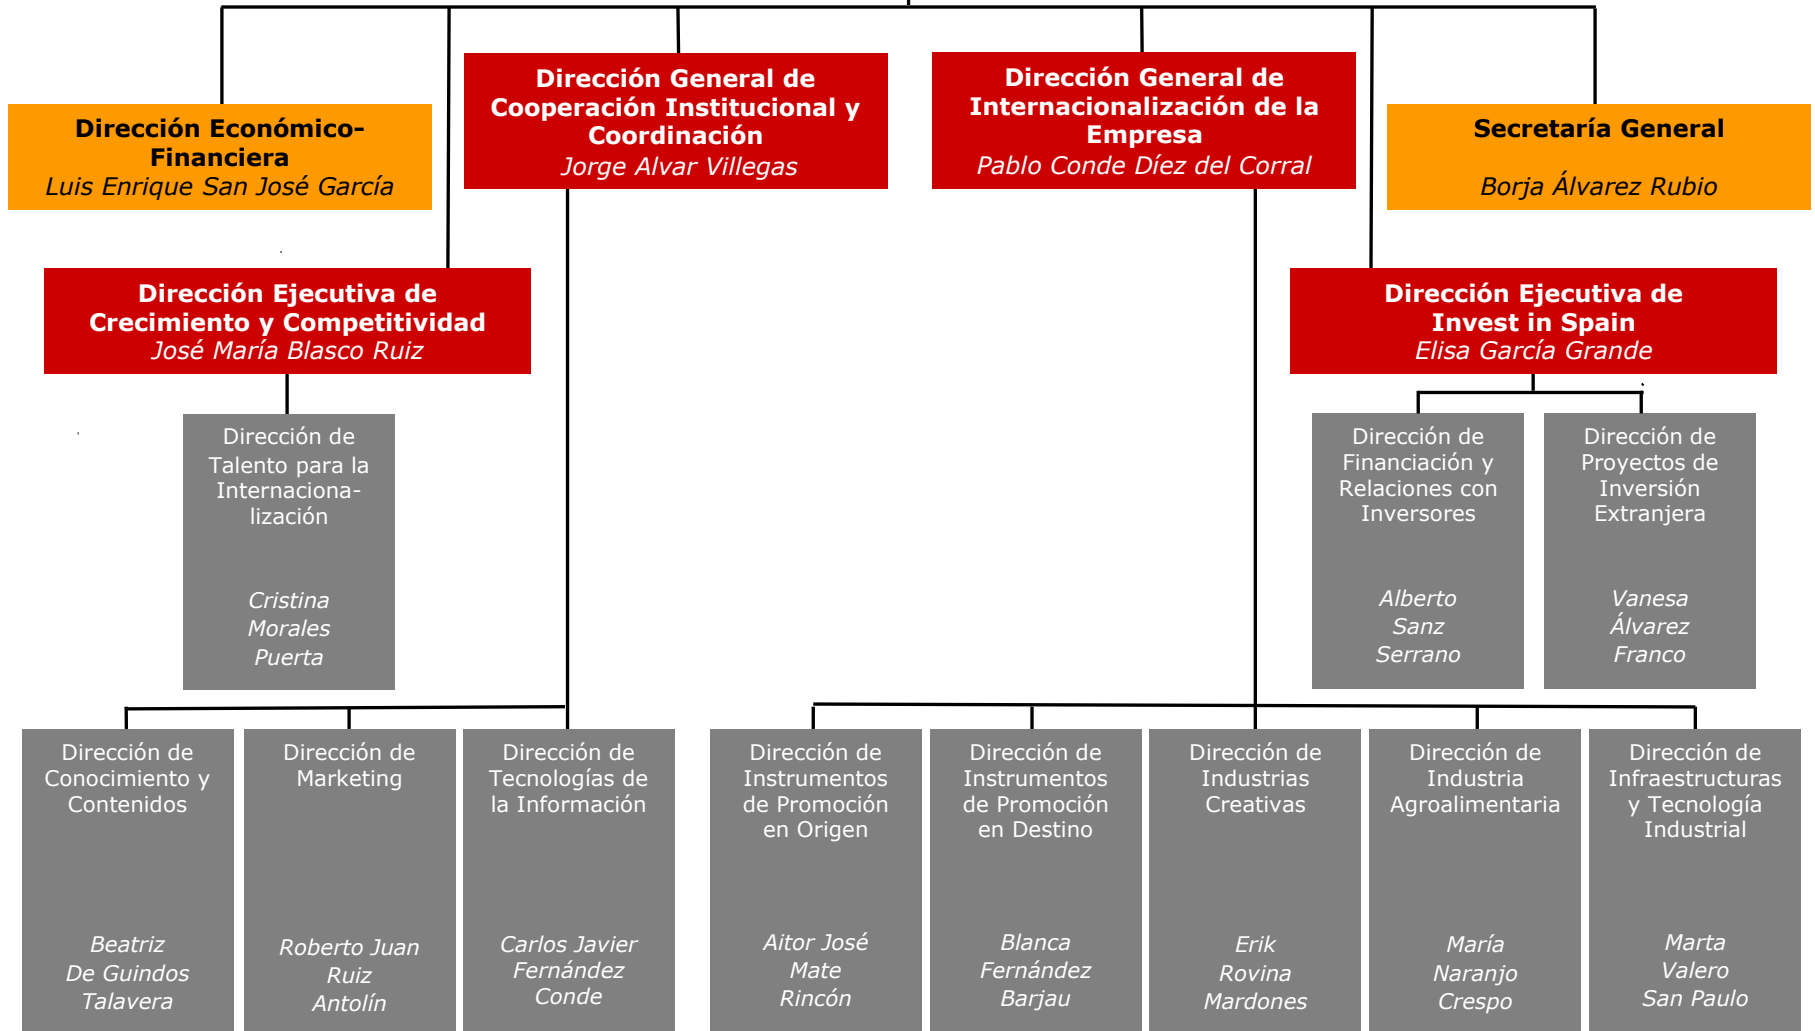 Dirección Económico-
Financiera
Luis Enrique San José García
Dirección General de
Cooperación Institucional y
Coordinación
Jorge Alvar Villegas
Dirección General de
Internacionalización de la
Empresa
Pablo Conde Díez del Corral
Secretaría General
Borja Álvarez Rubio
Dirección Ejecutiva de
Crecimiento y Competitividad
José María Blasco Ruiz
Dirección Ejecutiva de
Invest in Spain
Elisa García Grande
Dirección de
Talento para la
Internaciona-
lización
Cristina
Morales
Puerta
Dirección de
Financiación y
Relaciones con
Inversores
Alberto
Sanz
Serrano
Dirección de
Proyectos de
Inversión
Extranjera
Vanesa
Álvarez
Franco
Dirección de
Conocimiento y
Contenidos
Beatriz
De Guindos
Talavera
Dirección de
Marketing
Roberto Juan
Ruiz
Antolín
Dirección de
Tecnologías de
la Información
Carlos Javier
Fernández
Conde
Dirección de
Instrumentos
de Promoción
en Origen
Aitor José
Mate
Rincón
Dirección de
Instrumentos
de Promoción
en Destino
Blanca
Fernández
Barjau
Dirección de
Industrias
Creativas
Erik
Rovina
Mardones
Dirección de
Industria
Agroalimentaria
María
Naranjo
Crespo
Dirección de
Infraestructuras
y Tecnología
Industrial
Marta
Valero
San Paulo